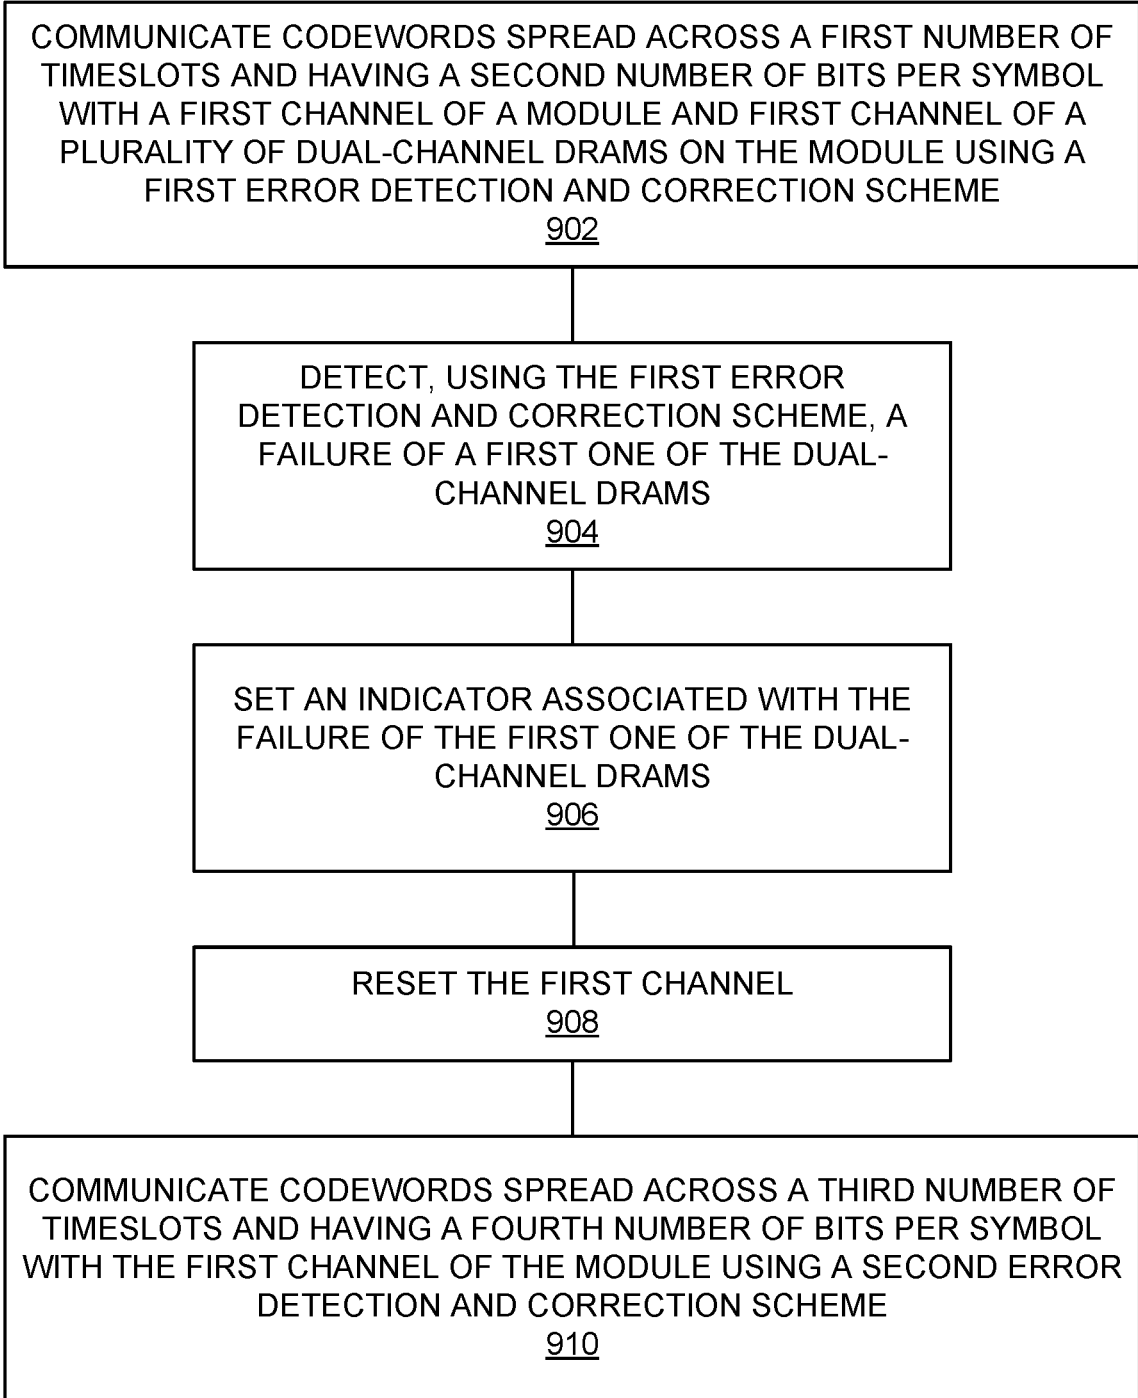 COMMUNICATE CODEWORDS SPREAD ACROSS A FIRST NUMBER OF
TIMESLOTS AND HAVING A SECOND NUMBER OF BITS PER SYMBOL
WITH A FIRST CHANNEL OF A MODULE AND FIRST CHANNEL OF A
PLURALITY OF DUAL-CHANNEL DRAMS ON THE MODULE USING A
FIRST ERROR DETECTION AND CORRECTION SCHEME
902
DETECT, USING THE FIRST ERROR
DETECTION AND CORRECTION SCHEME, A
FAILURE OF A FIRST ONE OF THE DUAL-
CHANNEL DRAMS
904
SET AN INDICATOR ASSOCIATED WITH THE
FAILURE OF THE FIRST ONE OF THE DUAL-
CHANNEL DRAMS
906
RESET THE FIRST CHANNEL
908
COMMUNICATE CODEWORDS SPREAD ACROSS A THIRD NUMBER OF
TIMESLOTS AND HAVING A FOURTH NUMBER OF BITS PER SYMBOL
WITH THE FIRST CHANNEL OF THE MODULE USING A SECOND ERROR
DETECTION AND CORRECTION SCHEME
910